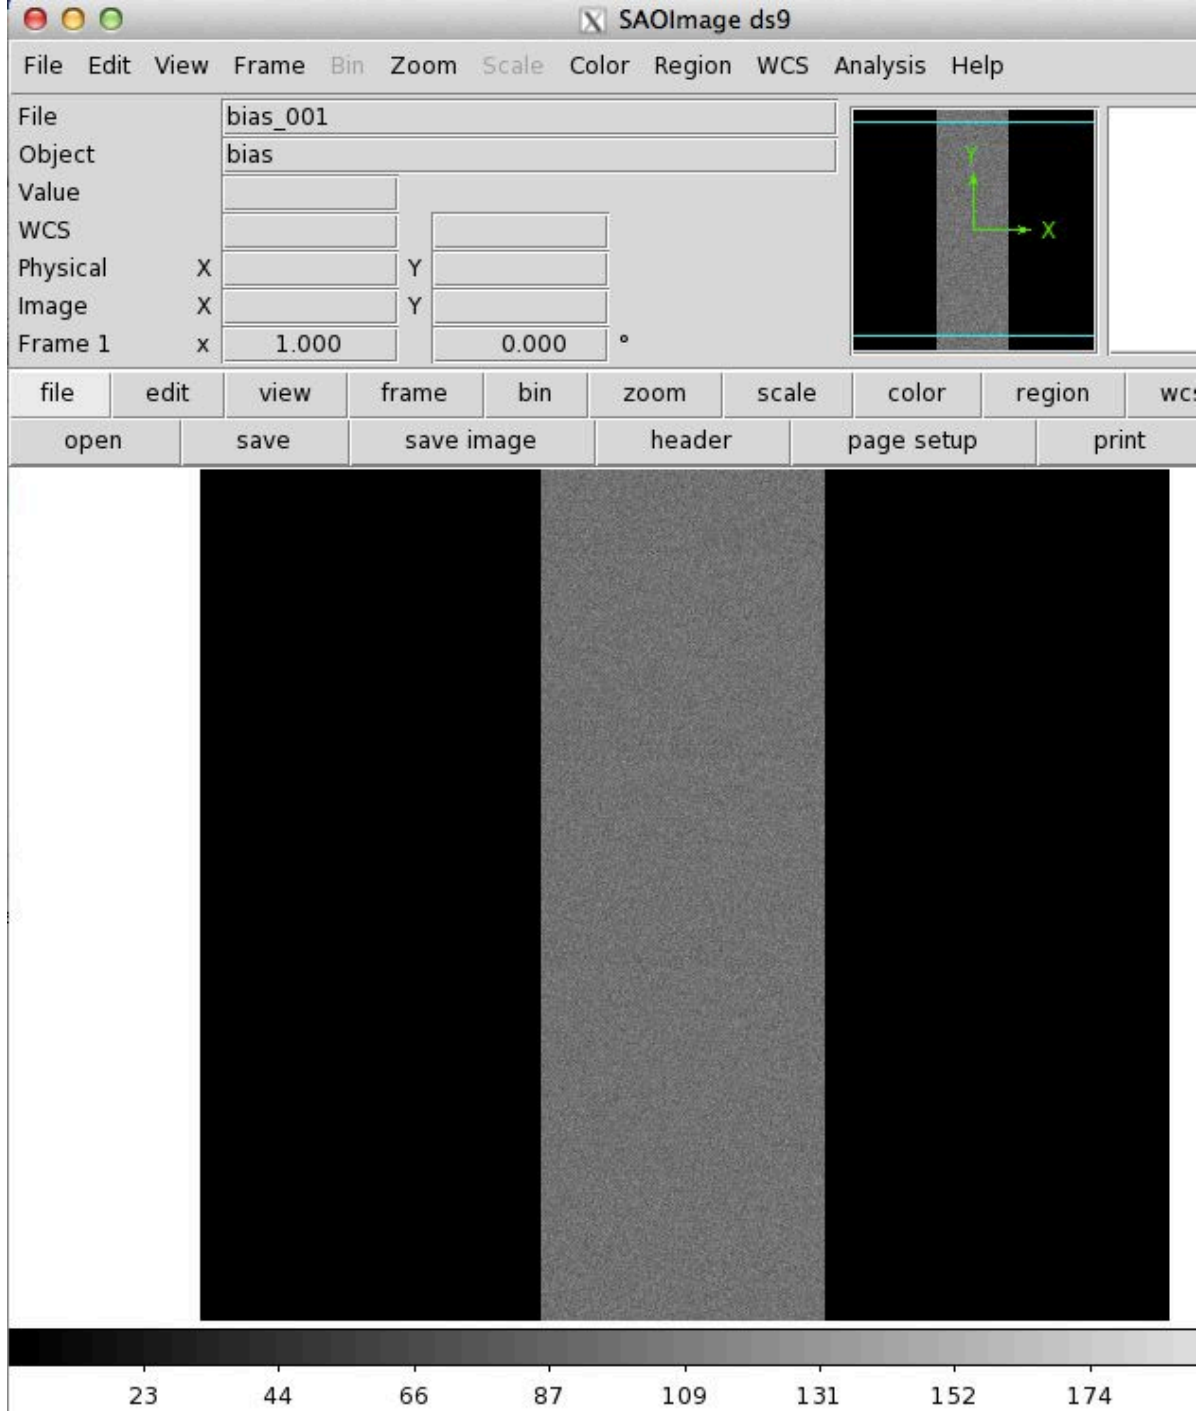 SAOImage ds9
File Edit View Frame Bin Zoom Scale Color Region WCS Analysis Help
File bias_001
Object bias
Value
WCS
Physical X Y
Image X Y
Frame 1 x 1.000 0.000 °
Y
X
file edit view frame bin zoom scale color region wcs
open save save image header page setup print
23 44 66 87 109 131 152 174